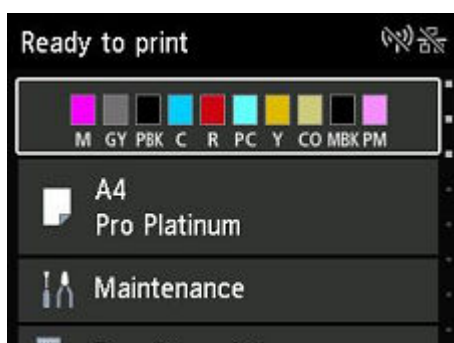 Ready to print
M GY PBK C R PC Y CO MBK PM
A4
Pro Platinum
Maintenance